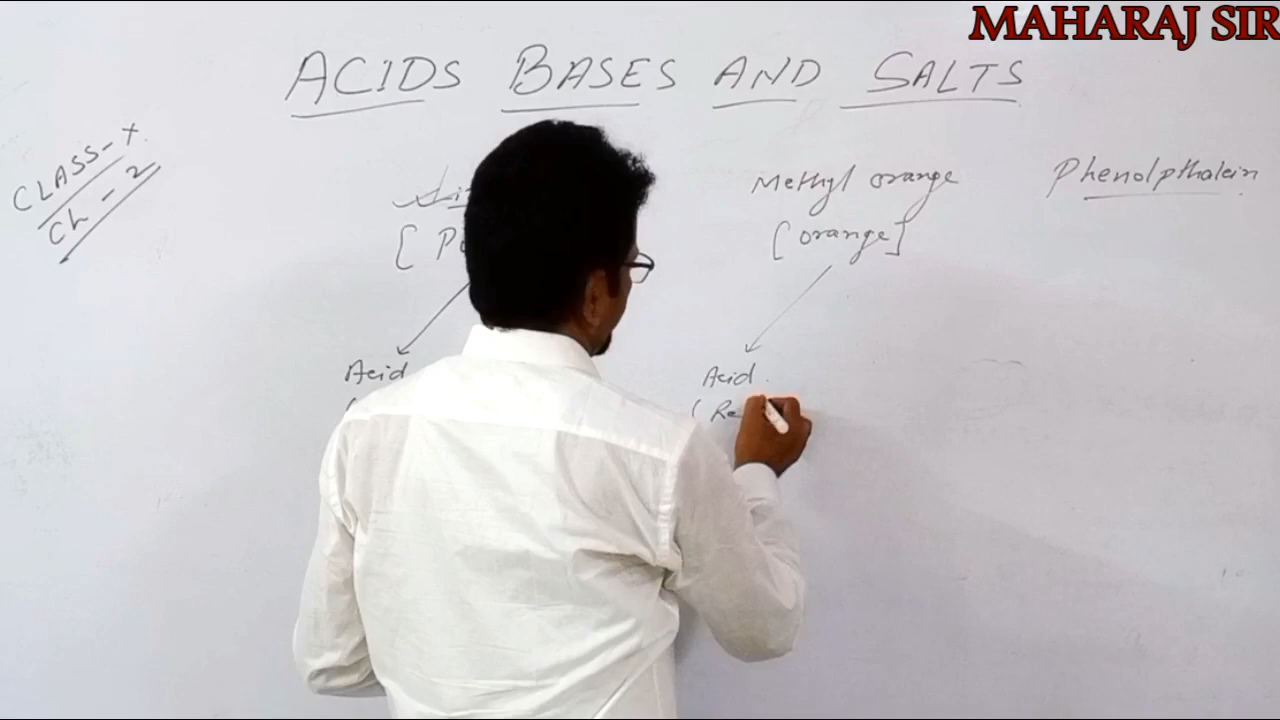 MAHARAJ SIR
ACIDS BASES AND SALTS
CLASS-X
Ch-2
Methyl orange
[orange]
Phenolpthalein
Acid
Acid